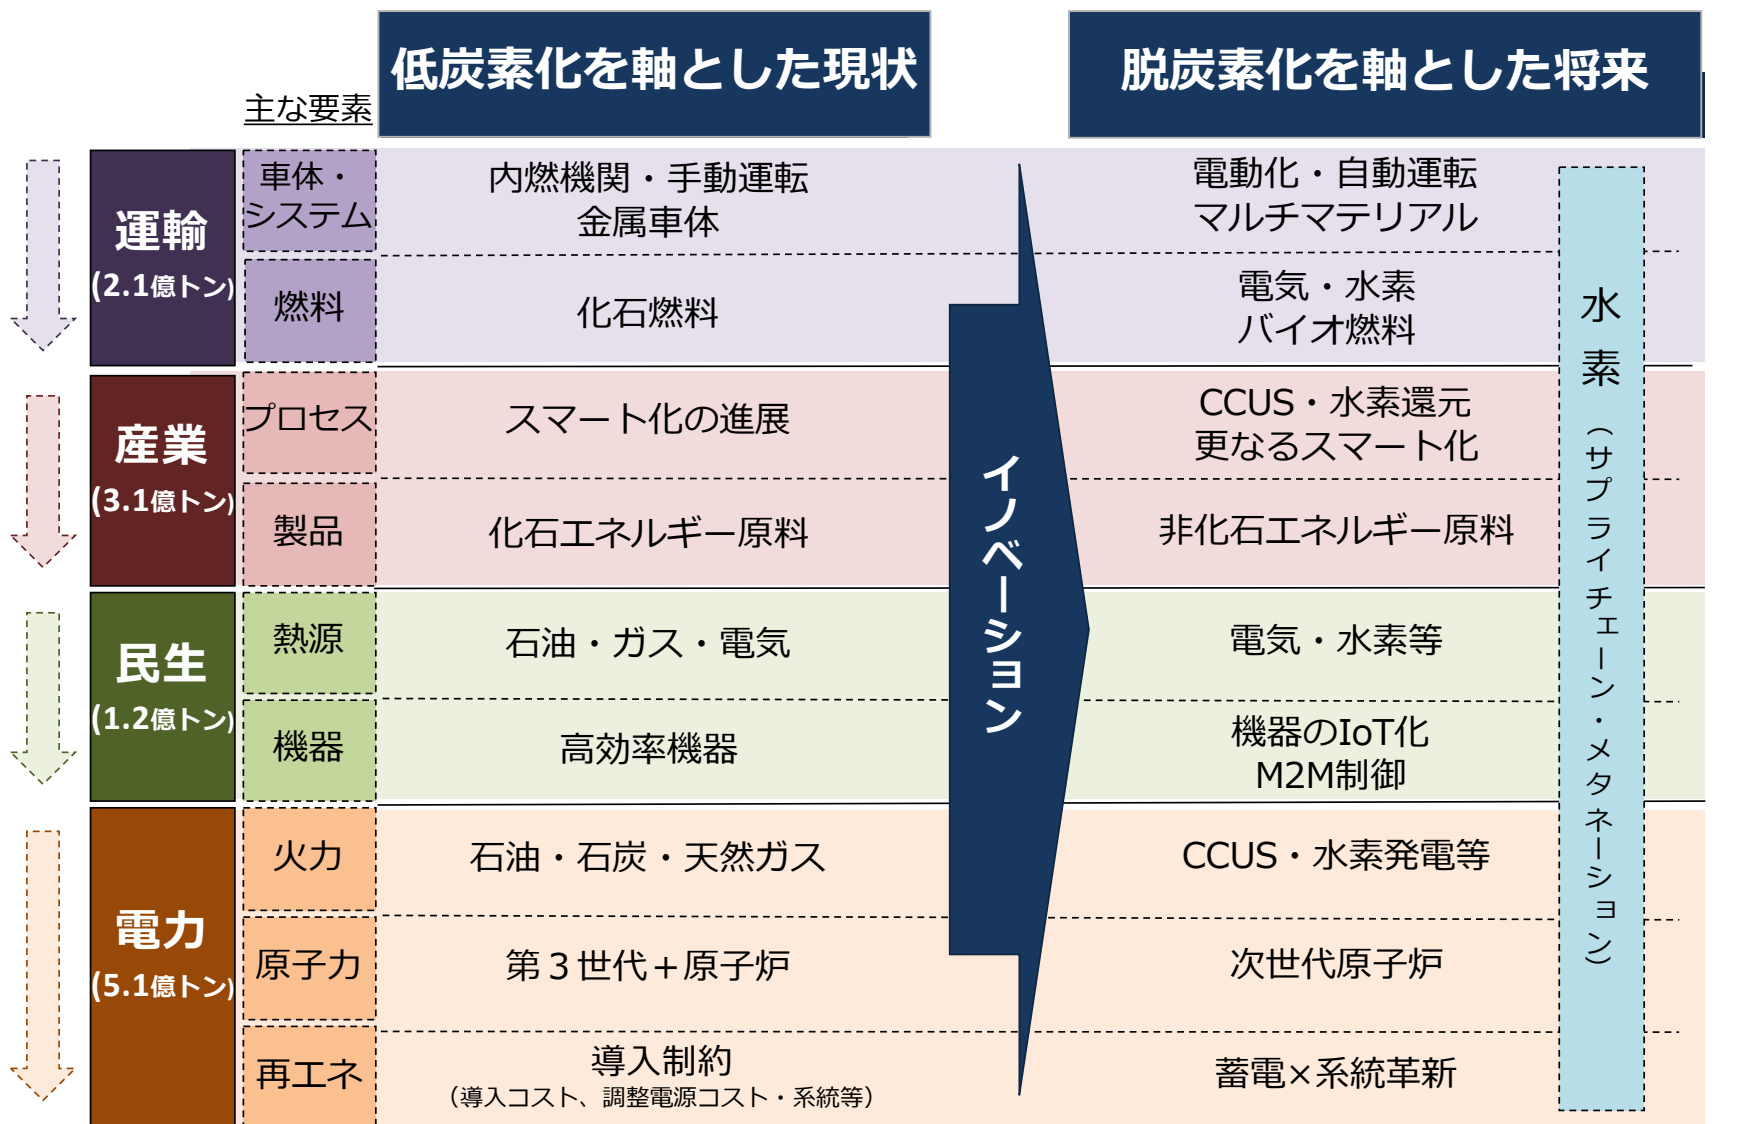 低炭素化を軸とした現状
脱炭素化を軸とした将来
主な要素
運輸
(2.1億トン)
車体・
システム
内燃機関・手動運転
金属車体
電動化・自動運転
マルチマテリアル
燃料
化石燃料
電気・水素
バイオ燃料
産業
(3.1億トン)
プロセス
スマート化の進展
CCUS・水素還元
更なるスマート化
製品
化石エネルギー原料
非化石エネルギー原料
民生
(1.2億トン)
熱源
石油・ガス・電気
電気・水素等
機器
高効率機器
機器のIoT化
M2M制御
電力
(5.1億トン)
火力
石油・石炭・天然ガス
CCUS・水素発電等
原子力
第３世代＋原子炉
次世代原子炉
再エネ
導入制約
（導入コスト、調整電源コスト・系統等）
蓄電×系統革新
イノベーション
水素（サプライチェーン・メタネーション）